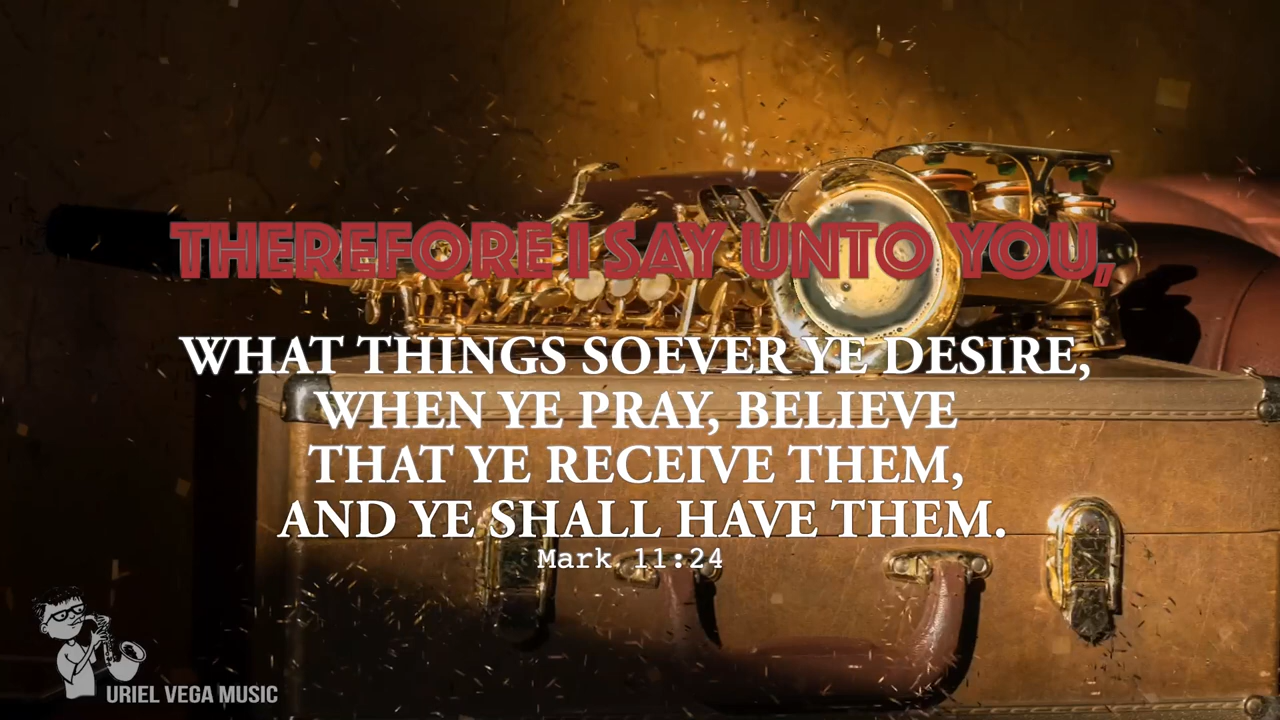 THEREFORE I SAY UNTO YOU,
WHAT THINGS SOEVER YE DESIRE,
WHEN YE PRAY, BELIEVE
THAT YE RECEIVE THEM,
AND YE SHALL HAVE THEM.
Mark 11:24
URIEL VEGA MUSIC